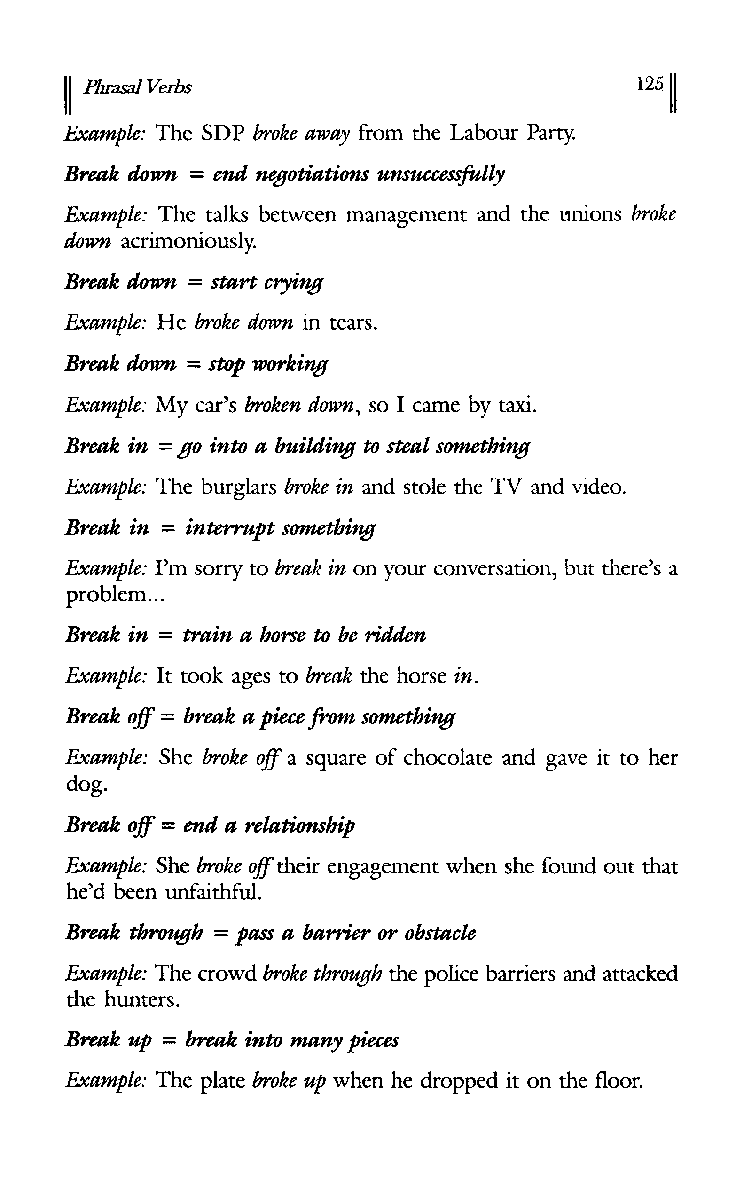 Phrasal Verbs 125
Example: The SDP broke away from the Labour Party.
Break down = end negotiations unsuccessfully
Example: The talks between management and the unions broke
down acrimoniously.
Break down = start crying
Example: He broke down in tears.
Break down = stop working
Example: My car's broken down, so I came by taxi.
Break in = go into a building to steal something
Example: The burglars broke in and stole the TV and video.
Break in = interrupt something
Example: I'm sorry to break in on your conversation, but there's a
problem...
Break in = train a horse to be ridden
Example: It took ages to break the horse in.
Break off = break a piece from something
Example: She broke off a square of chocolate and gave it to her
dog.
Break off = end a relationship
Example: She broke off their engagement when she found out that
he'd been unfaithful.
Break through = pass a barrier or obstacle
Example: The crowd broke through the police barriers and attacked
the hunters.
Break up = break into many pieces
Example: The plate broke up when he dropped it on the floor.